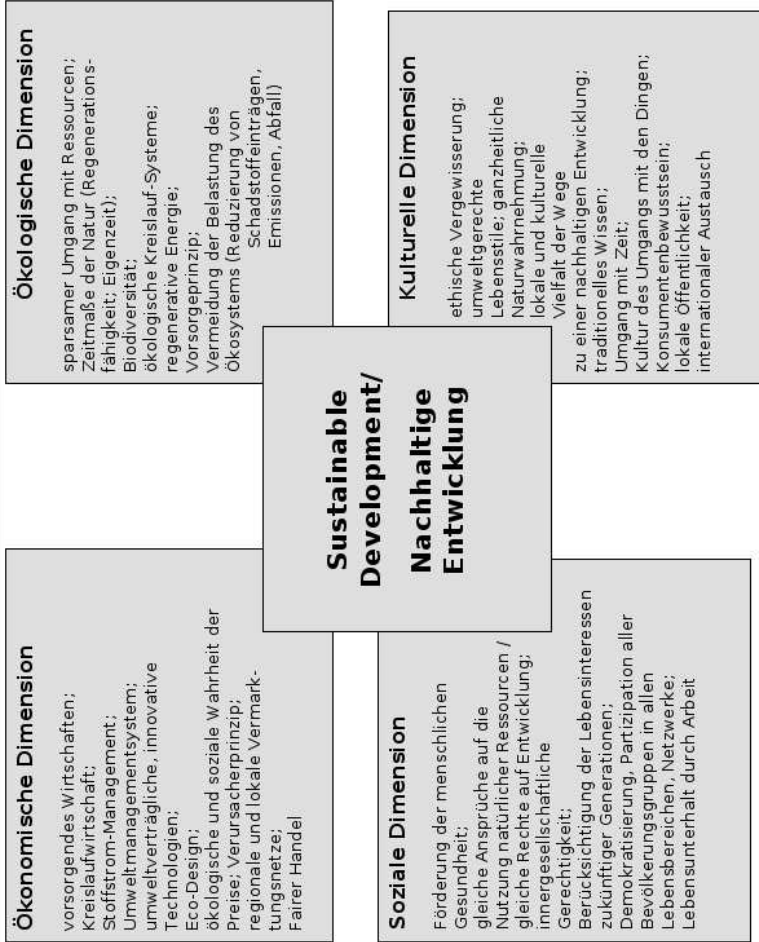 Ökonomische Dimension
vorsorgendes Wirtschaften;
Kreislaufwirtschaft;
Stoffstrom-Management;
Umweltmanagementsystem;
umweltverträgliche, innovative
Technologien;
Eco-Design;
ökologische und soziale Wahrheit der
Preise; Verursacherprinzip;
regionale und lokale Vermark-
tungsnetze;
Fairer Handel
Ökologische Dimension
sparsamer Umgang mit Ressourcen;
Zeitmaße der Natur (Regenerations-
fähigkeit; Eigenzeit);
Biodiversität;
ökologische Kreislauf-Systeme;
regenerative Energie;
Vorsorgeprinzip;
Vermeidung der Belastung des
Ökosystems (Reduzierung von
Schadstoffeinträgen,
Emissionen, Abfall)
Sustainable
Development/
Nachhaltige
Entwicklung
Soziale Dimension
Förderung der menschlichen
Gesundheit;
gleiche Ansprüche auf die
Nutzung natürlicher Ressourcen /
gleiche Rechte auf Entwicklung;
innergesellschaftliche
Gerechtigkeit;
Berücksichtigung der Lebensinteressen
zukünftiger Generationen;
Demokratisierung, Partizipation aller
Bevölkerungsgruppen in allen
Lebensbereichen, Netzwerke;
Lebensunterhalt durch Arbeit
Kulturelle Dimension
ethische Vergewisserung;
umweltgerechte
Lebensstile; ganzheitliche
Naturwahrnehmung;
lokale und kulturelle
Vielfalt der Wege
zu einer nachhaltigen Entwicklung;
traditionelles Wissen;
Umgang mit Zeit;
Kultur des Umgangs mit den Dingen;
Konsumentenbewusstsein;
lokale Öffentlichkeit;
internationaler Austausch